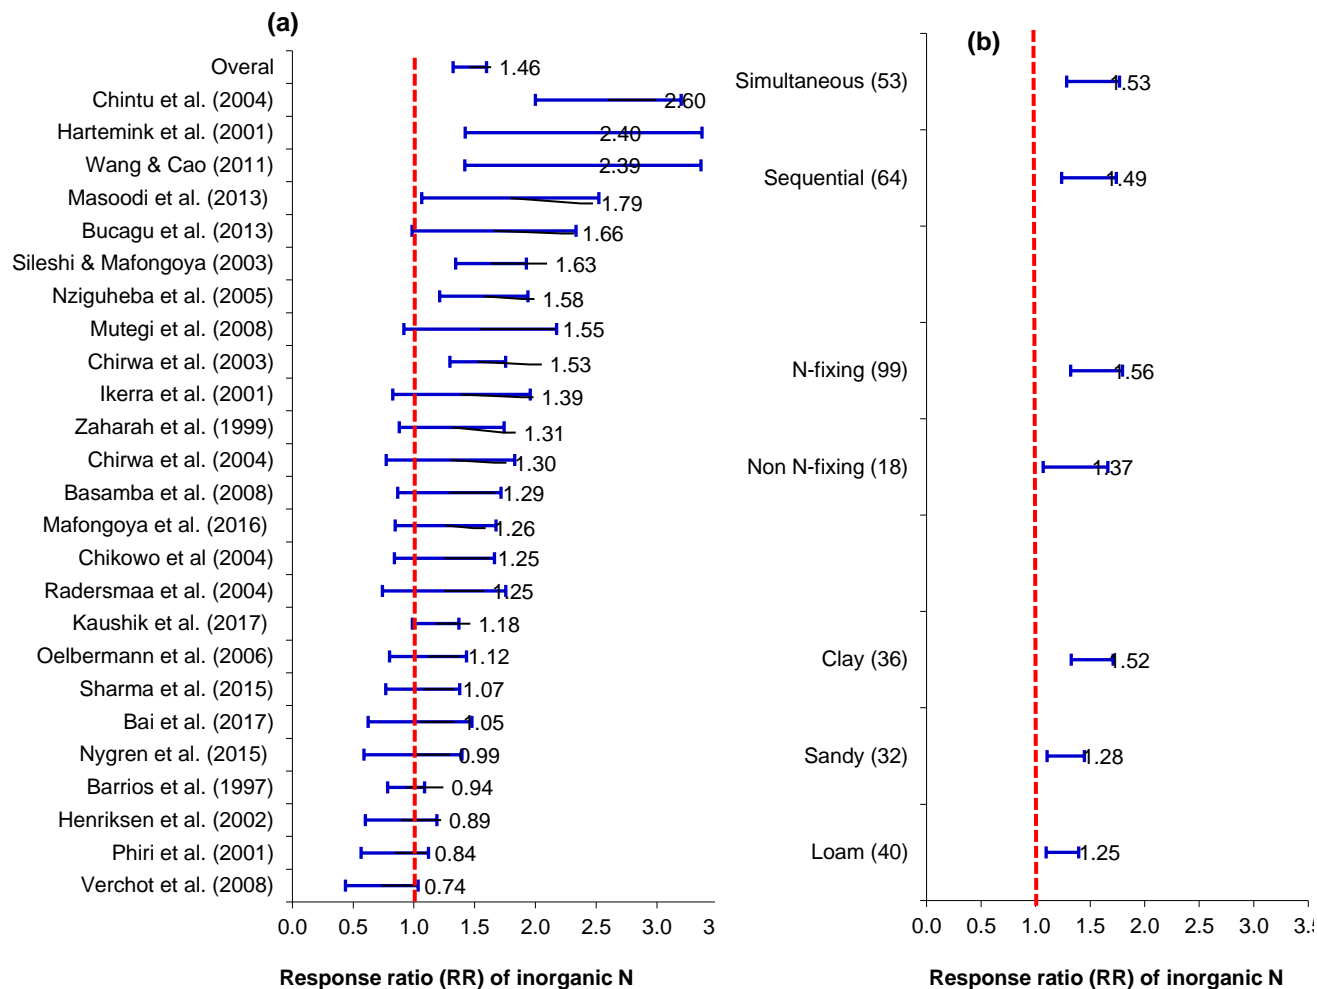 (a)
Overal 1.46
Chintu et al. (2004) 2.60
Hartemink et al. (2001) 2.40
Wang & Cao (2011) 2.39
Masoodi et al. (2013) 1.79
Bucagu et al. (2013) 1.66
Sileshi & Mafongoya (2003) 1.63
Nziguheba et al. (2005) 1.58
Mutegi et al. (2008) 1.55
Chirwa et al. (2003) 1.53
Ikerra et al. (2001) 1.39
Zaharah et al. (1999) 1.31
Chirwa et al. (2004) 1.30
Basamba et al. (2008) 1.29
Mafongoya et al. (2016) 1.26
Chikowo et al (2004) 1.25
Radersmaa et al. (2004) 1.25
Kaushik et al. (2017) 1.18
Oelbermann et al. (2006) 1.12
Sharma et al. (2015) 1.07
Bai et al. (2017) 1.05
Nygren et al. (2015) 0.99
Barrios et al. (1997) 0.94
Henriksen et al. (2002) 0.89
Phiri et al. (2001) 0.84
Verchot et al. (2008) 0.74
0.0 0.5 1.0 1.5 2.0 2.5 3.0 3
Response ratio (RR) of inorganic N
(b)
Simultaneous (53) 1.53
Sequential (64) 1.49
N-fixing (99) 1.56
Non N-fixing (18) 1.37
Clay (36) 1.52
Sandy (32) 1.28
Loam (40) 1.25
0.0 0.5 1.0 1.5 2.0 2.5 3.0 3.5
Response ratio (RR) of inorganic N